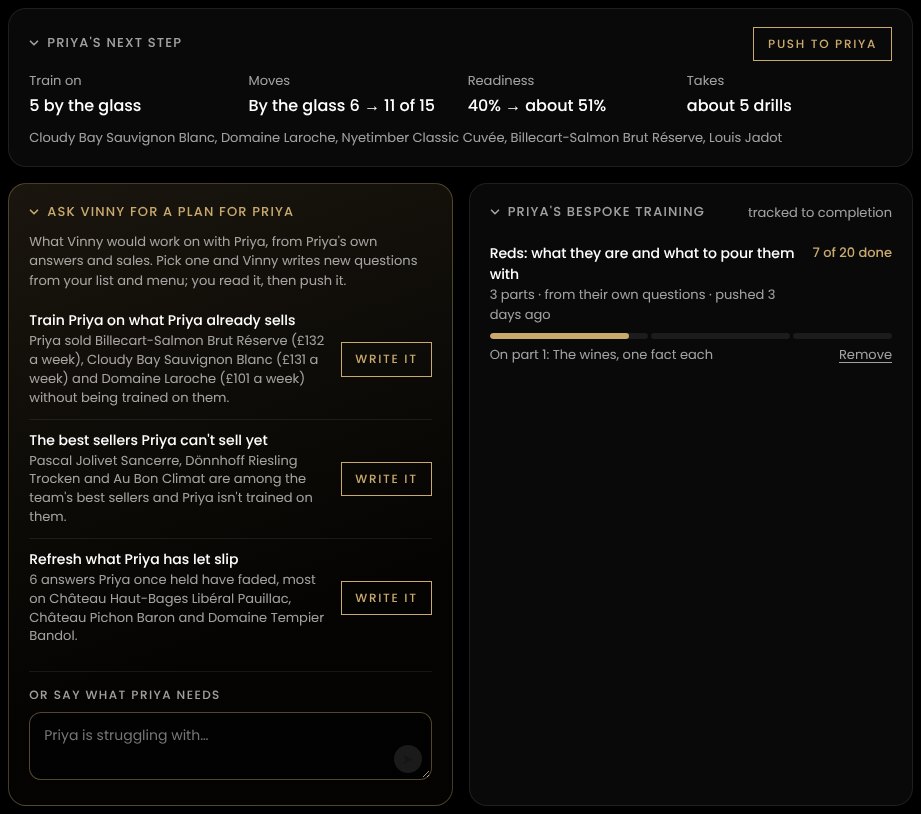 PRIYA'S NEXT STEP
PUSH TO PRIYA
Train on
5 by the glass
Moves
By the glass 6 → 11 of 15
Readiness
40% → about 51%
Takes
about 5 drills
Cloudy Bay Sauvignon Blanc, Domaine Laroche, Nyetimber Classic Cuvée, Billecart-Salmon Brut Réserve, Louis Jadot
ASK VINNY FOR A PLAN FOR PRIYA
What Vinny would work on with Priya, from Priya's own
answers and sales. Pick one and Vinny writes new questions
from your list and menu; you read it, then push it.
Train Priya on what Priya already sells
Priya sold Billecart-Salmon Brut Réserve (£132
a week), Cloudy Bay Sauvignon Blanc (£131 a
week) and Domaine Laroche (£101 a week)
without being trained on them.
WRITE IT
The best sellers Priya can't sell yet
Pascal Jolivet Sancerre, Dönnhoff Riesling
Trocken and Au Bon Climat are among the
team's best sellers and Priya isn't trained on
them.
WRITE IT
Refresh what Priya has let slip
6 answers Priya once held have faded, most
on Château Haut-Bages Libéral Pauillac,
Château Pichon Baron and Domaine Tempier
Bandol.
WRITE IT
OR SAY WHAT PRIYA NEEDS
Priya is struggling with…
PRIYA'S BESPOKE TRAINING
tracked to completion
Reds: what they are and what to pour them
with
7 of 20 done
3 parts · from their own questions · pushed 3
days ago
On part 1: The wines, one fact each
Remove